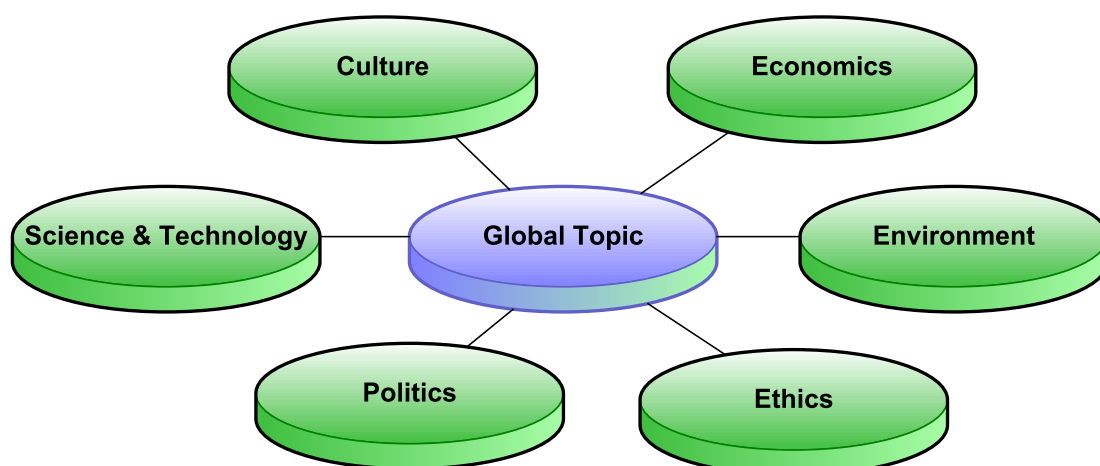 Culture
Economics
Science & Technology
Global Topic
Environment
Politics
Ethics